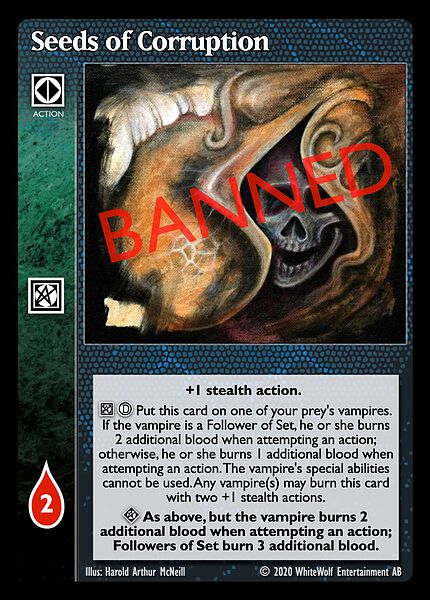 Seeds of Corruption
ACTION
BANNED
+1 stealth action.
D Put this card on one of your prey's vampires.
If the vampire is a Follower of Set, he or she burns
2 additional blood when attempting an action;
otherwise, he or she burns 1 additional blood when
attempting an action. The vampire's special abilities
cannot be used. Any vampire(s) may burn this card
with two +1 stealth actions.
As above, but the vampire burns 2
additional blood when attempting an action;
Followers of Set burn 3 additional blood.
2
Illus: Harold Arthur McNeill © 2020 WhiteWolf Entertainment AB